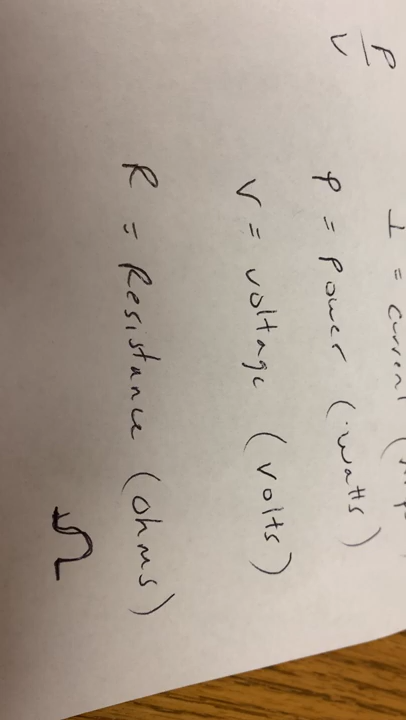 P
V
I = current (
P = Power (watts)
V = voltage (volts)
R = Resistance (ohms)
Ω